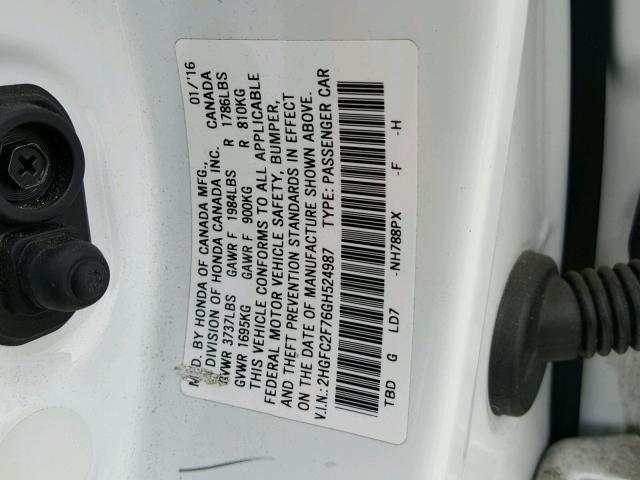 MFD. BY HONDA OF CANADA MFG., 01/'16
DIVISION OF HONDA CANADA INC. CANADA
GVWR 3737LBS GAWR F 1984LBS R 1786LBS
GVWR 1695KG GAWR F 900KG R 810KG
THIS VEHICLE CONFORMS TO ALL APPLICABLE
FEDERAL MOTOR VEHICLE SAFETY, BUMPER,
AND THEFT PREVENTION STANDARDS IN EFFECT
ON THE DATE OF MANUFACTURE SHOWN ABOVE.
V.I.N.: 2HGFC2F76GH524987 TYPE: PASSENGER CAR
TBD G LD7 -NH788PX -F -H